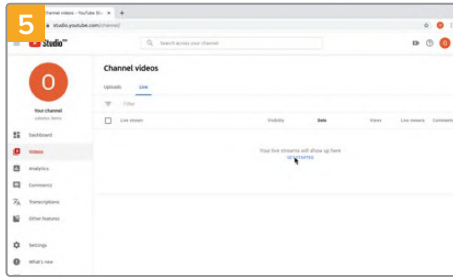 5
Channel videos - YouTube St
studio.youtube.com/channel/
Studio
Search across your channel
O
Channel videos
Uploads Live
Filter
Live stream Visibility Date Views Live viewers Comments
Your channel
Your live streams will show up here
GET STARTED
Dashboard
Videos
Analytics
Comments
Transcriptions
Other features
Settings
What's new